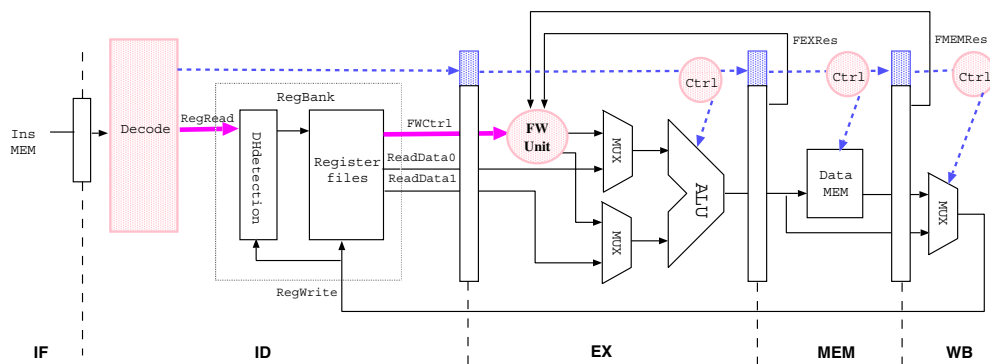 FMEMRes
FEXRes
Ctrl
Ctrl
Ctrl
RegBank
Ins
MEM
Decode
RegRead
DHdetection
Register
files
FWCtrl
ReadData0
ReadData1
FW
Unit
MUX
MUX
ALU
Data
MEM
MUX
RegWrite
IF
ID
EX
MEM
WB